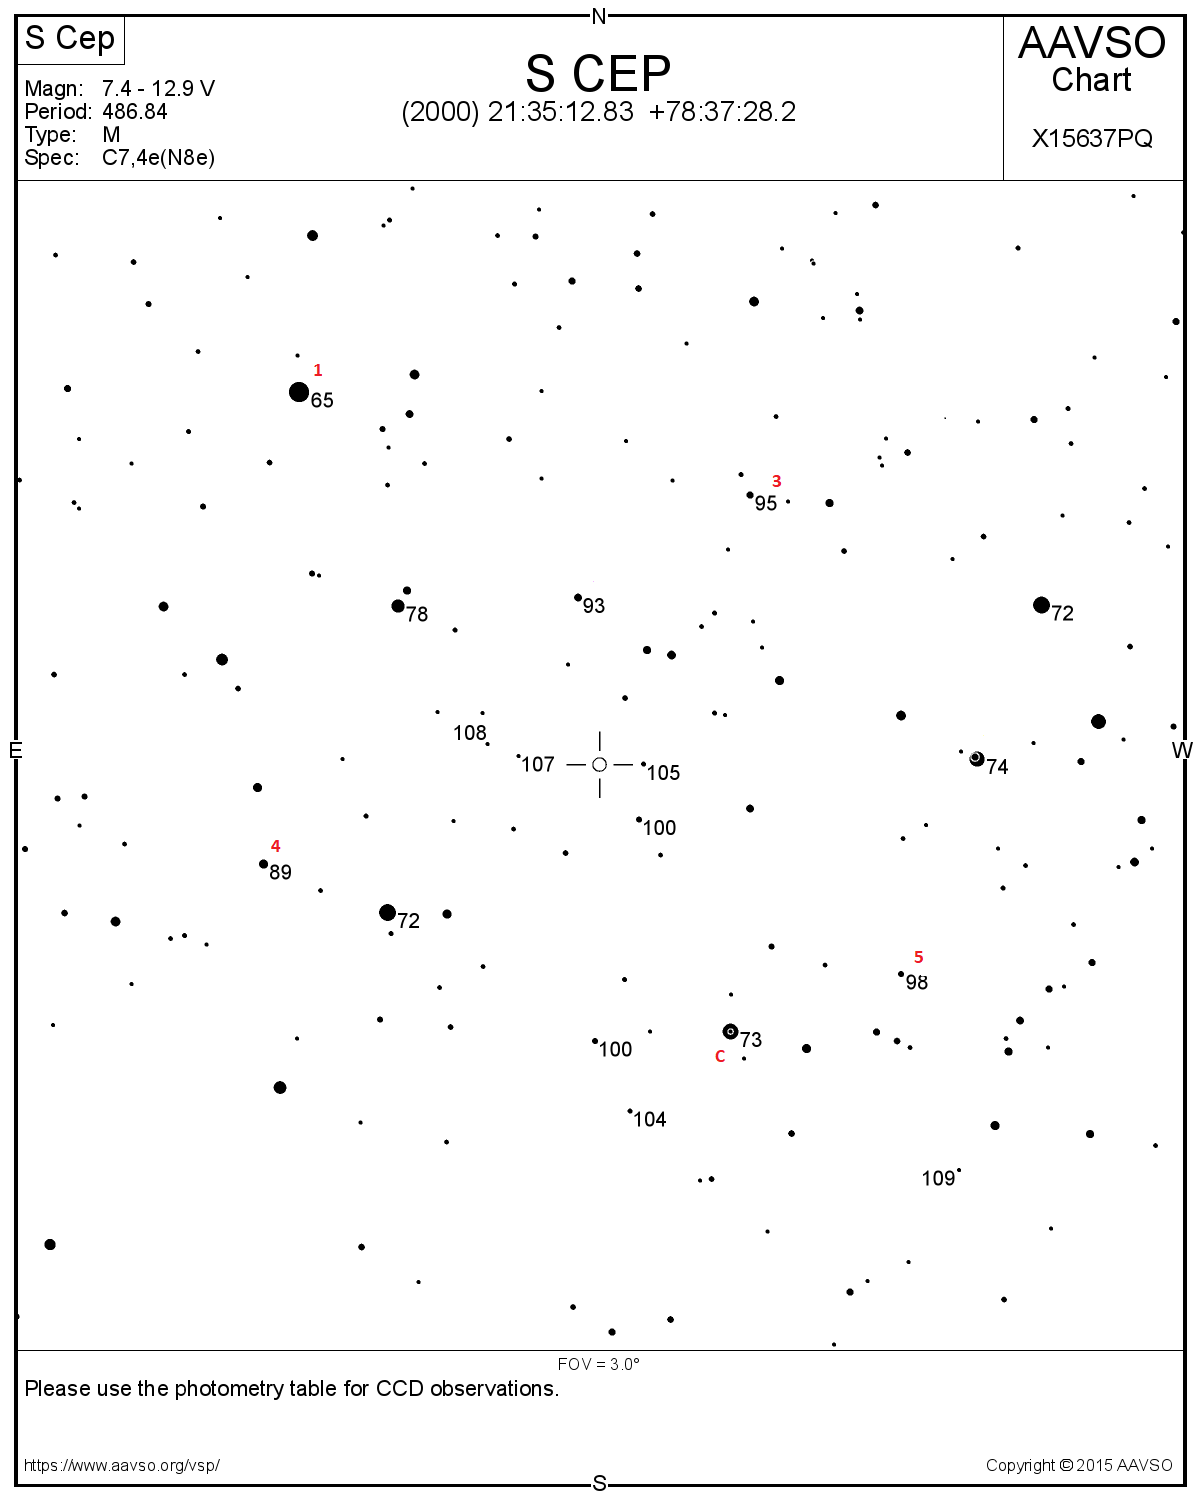 N
S Cep
Magn: 7.4 - 12.9 V
Period: 486.84
Type: M
Spec: C7,4e(N8e)
S CEP
(2000) 21:35:12.83 +78:37:28.2
AAVSO
Chart
X15637PQ
1
65
3
95
78
93
72
108
E
107
105
74
W
100
4
89
72
5
98
73
C
100
104
109
FOV = 3.0°
Please use the photometry table for CCD observations.
https://www.aavso.org/vsp/
Copyright © 2015 AAVSO
S